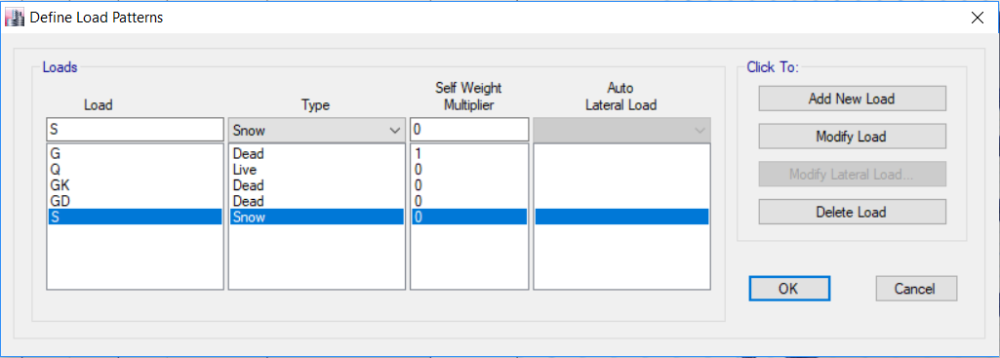 Define Load Patterns
Loads
Click To:
Load
Type
Self Weight
Multiplier
Auto
Lateral Load
S
Snow
0
G Dead 1
Q Live 0
GK Dead 0
GD Dead 0
S Snow 0
Add New Load
Modify Load
Modify Lateral Load...
Delete Load
OK
Cancel